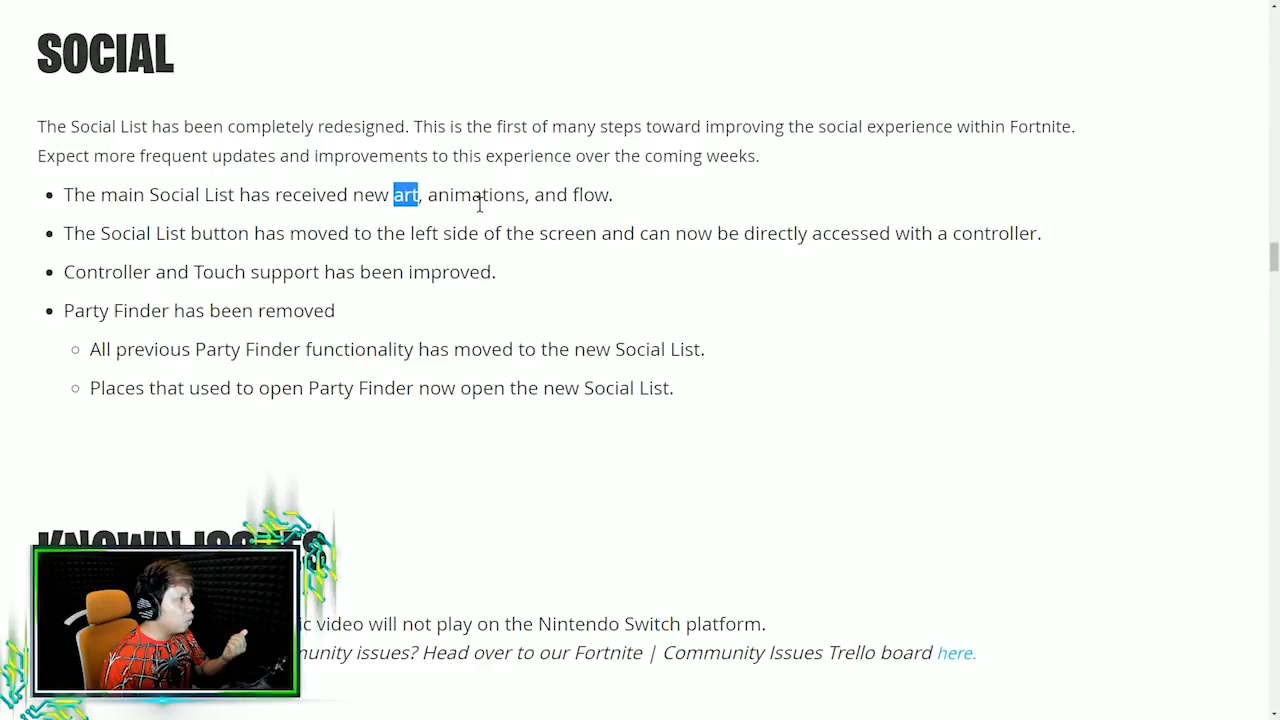 SOCIAL
The Social List has been completely redesigned. This is the first of many steps toward improving the social experience within Fortnite.
Expect more frequent updates and improvements to this experience over the coming weeks.
The main Social List has received new art, animations, and flow.
The Social List button has moved to the left side of the screen and can now be directly accessed with a controller.
Controller and Touch support has been improved.
Party Finder has been removed
All previous Party Finder functionality has moved to the new Social List.
Places that used to open Party Finder now open the new Social List.
KNOWN ISSUES
video will not play on the Nintendo Switch platform.
issues? Head over to our Fortnite | Community Issues Trello board here.